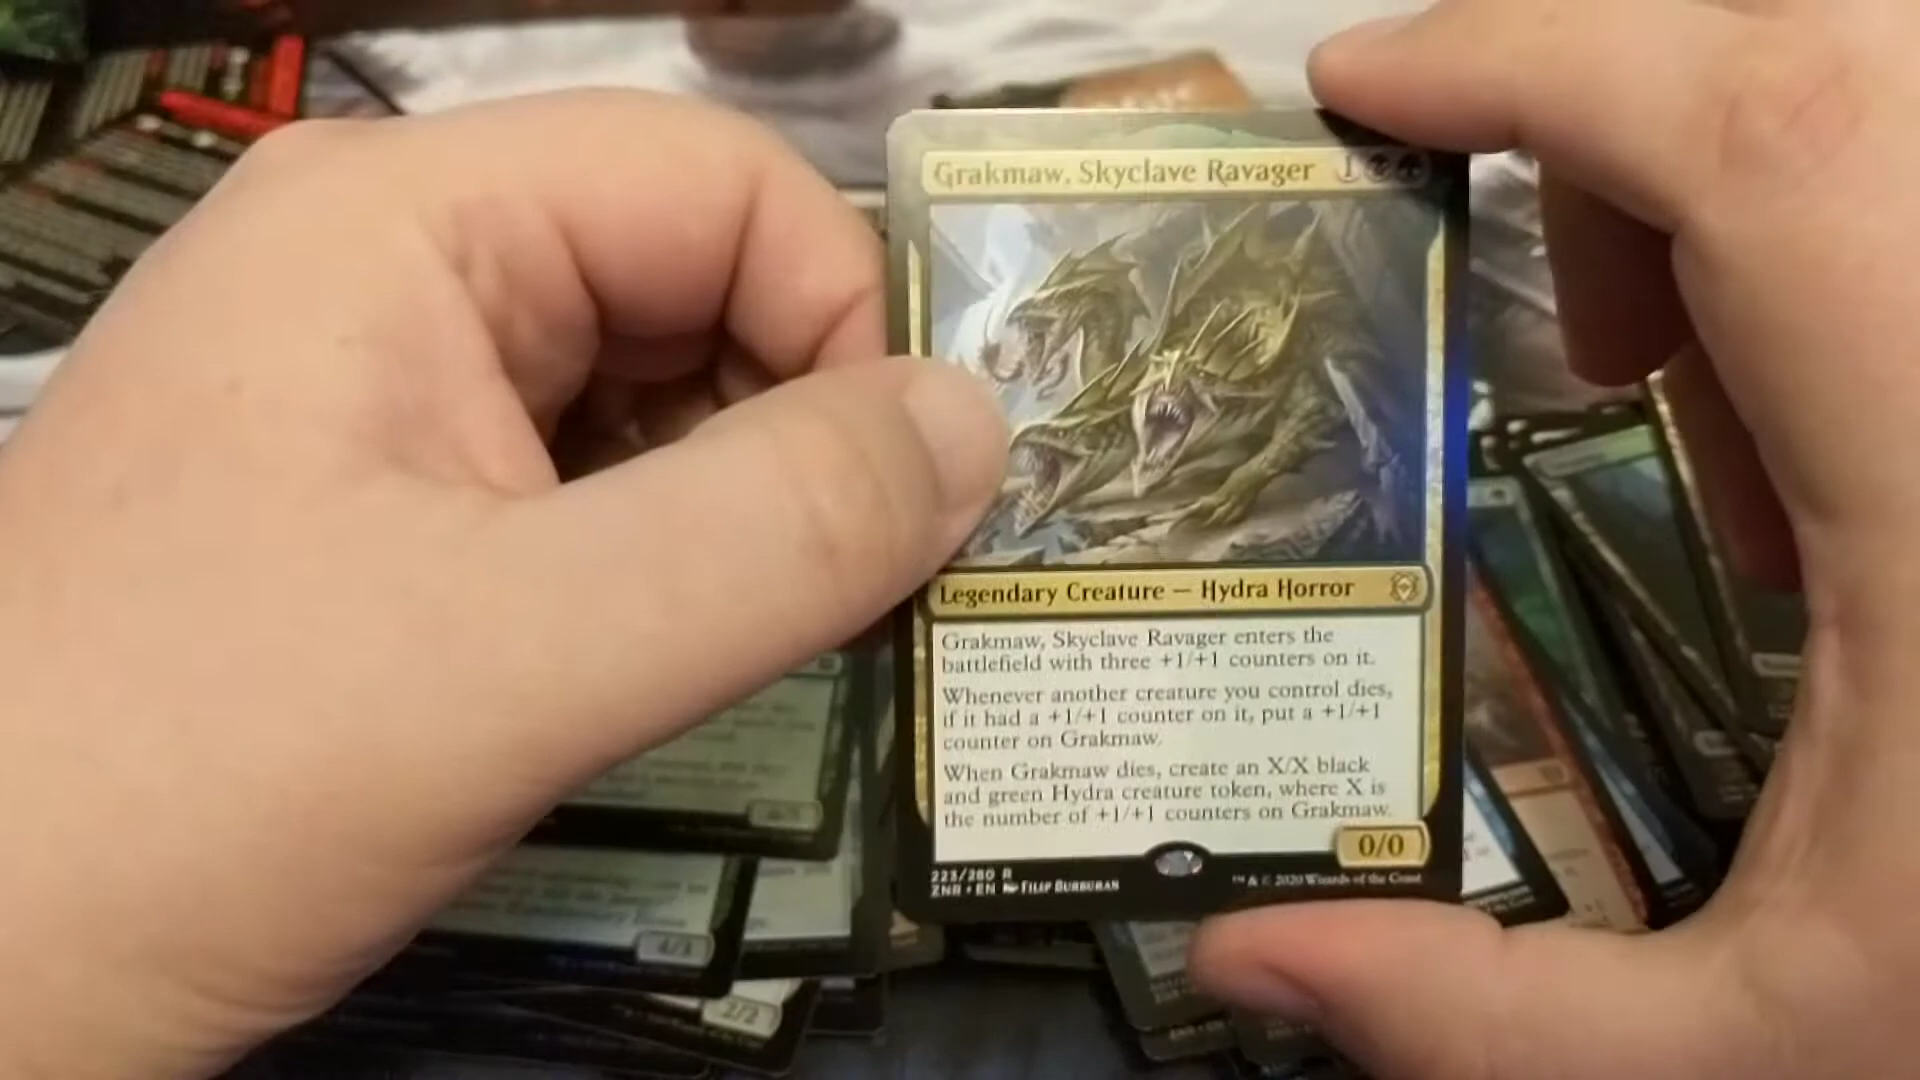 Grakmaw, Skyclave Ravager 1
Legendary Creature — Hydra Horror
Grakmaw, Skyclave Ravager enters the
battlefield with three +1/+1 counters on it.
Whenever another creature you control dies,
if it had a +1/+1 counter on it, put a +1/+1
counter on Grakmaw.
When Grakmaw dies, create an X/X black
and green Hydra creature token, where X is
the number of +1/+1 counters on Grakmaw.
0/0
223/280 R
ZNR • EN Filip Burburan
™ & © 2020 Wizards of the Coast
4/3
2/2